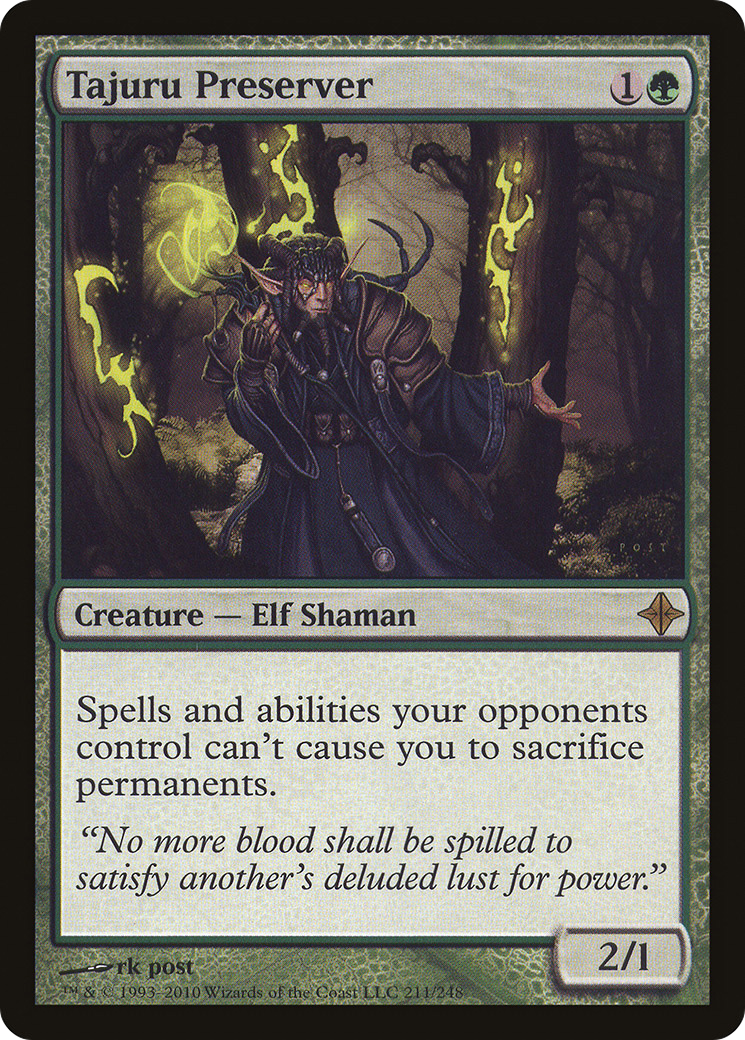 Tajuru Preserver 1
POST
Creature — Elf Shaman
Spells and abilities your opponents
control can't cause you to sacrifice
permanents.
“No more blood shall be spilled to
satisfy another's deluded lust for power.”
2/1
rk post
™ & © 1993–2010 Wizards of the Coast LLC 211/248